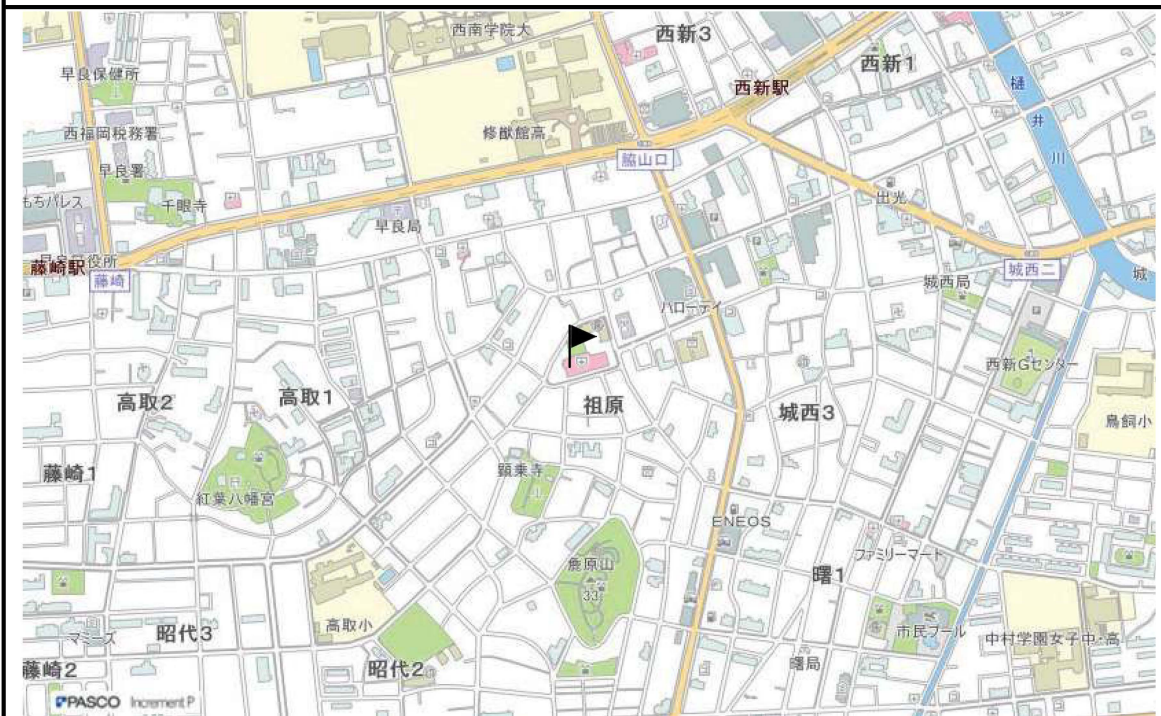 西南学院大
西新3
早良保健所
西新1
西新駅
樋
井
川
西福岡税務署
修猷館高
脇山口
早良署
千眼寺
出光
もちパレス
早良局
藤崎駅
役所
藤崎
城西二
城
城西局
ハローデイ
西新Gセンター
高取2
高取1
祖原
城西3
鳥飼小
藤崎1
顕乗寺
紅葉八幡宮
ENEOS
ファミリーマート
麁原山
33
曙1
高取小
市民プール
中村学園女子中・高
マミーズ
昭代3
藤崎2
昭代2
曙局
PASCO Increment P